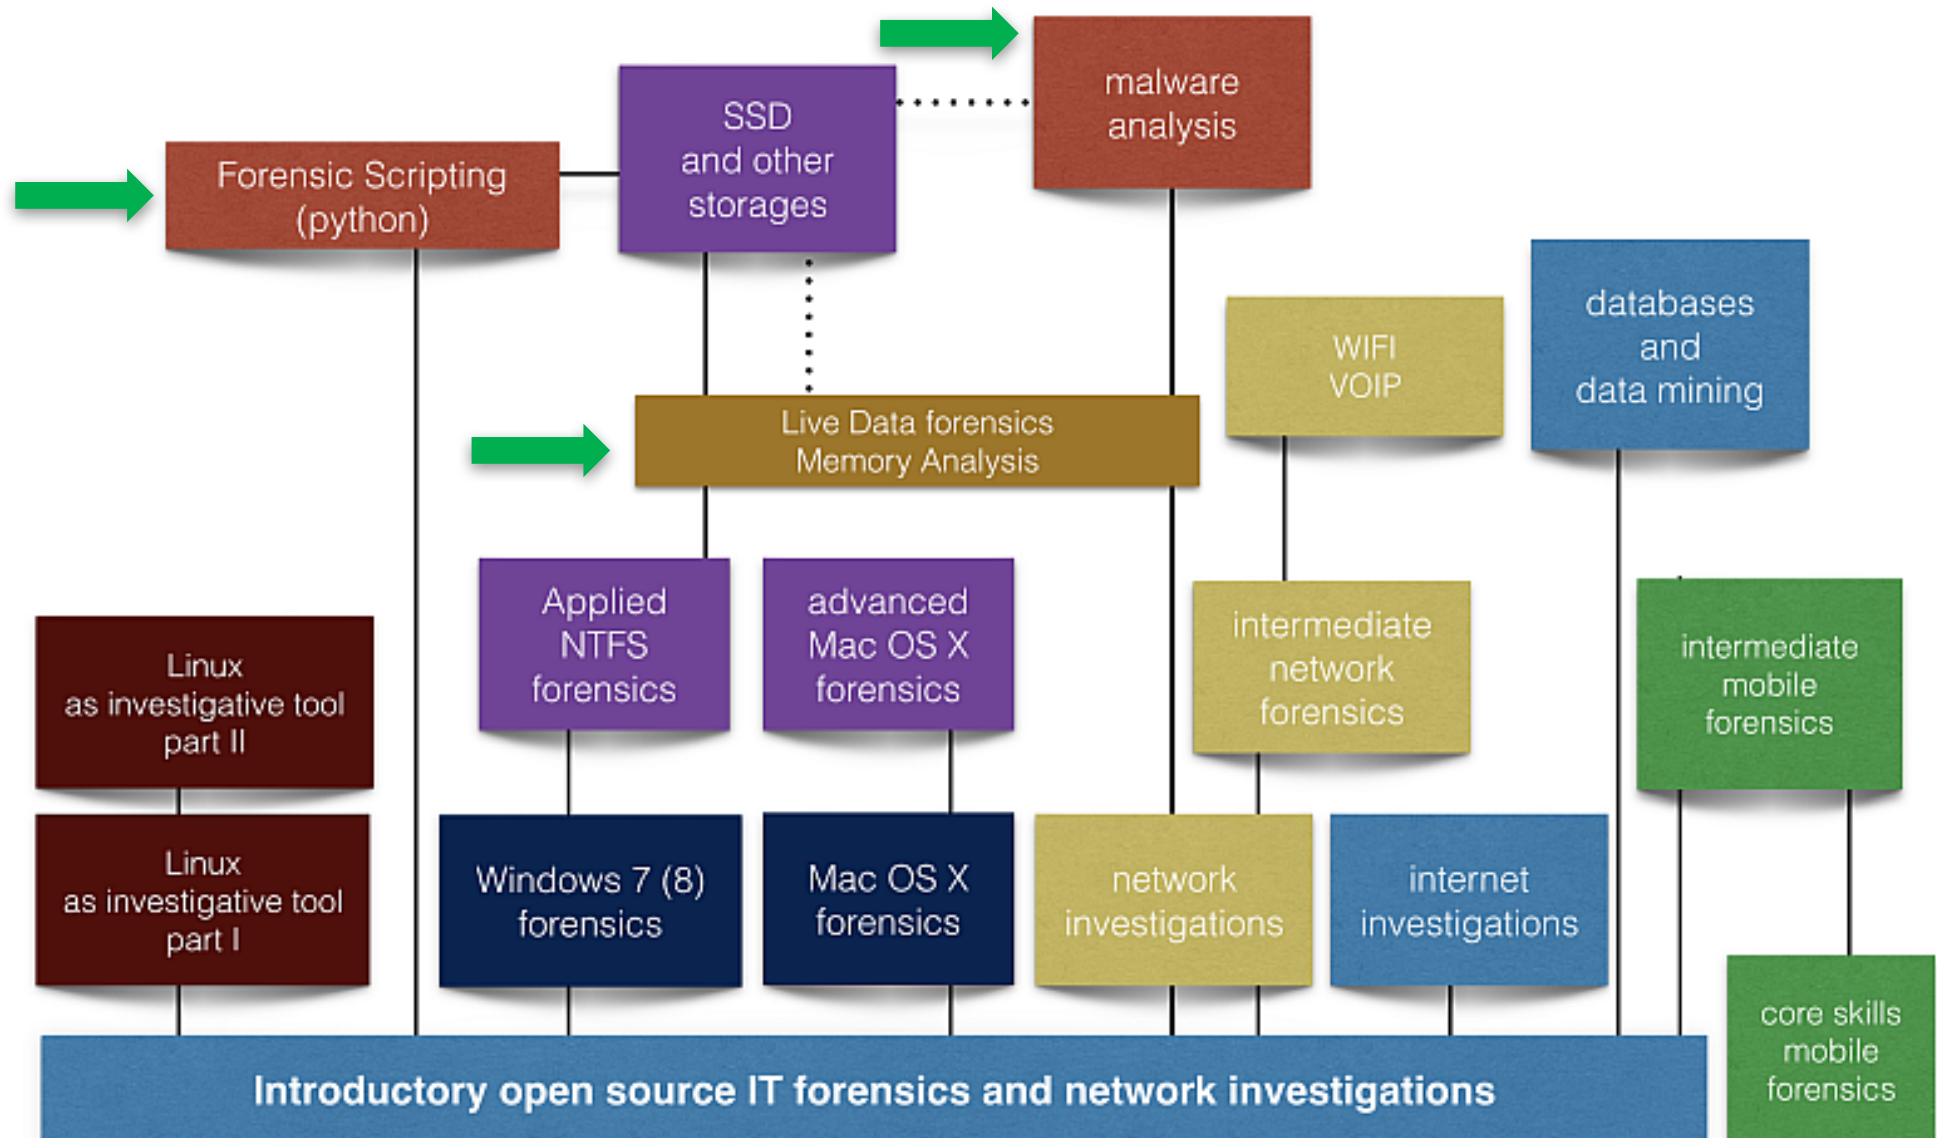 malware
analysis
SSD
and other
storages
Forensic Scripting
(python)
databases
and
data mining
WIFI
VOIP
Live Data forensics
Memory Analysis
Applied
NTFS
forensics
advanced
Mac OS X
forensics
intermediate
network
forensics
intermediate
mobile
forensics
Linux
as investigative tool
part II
Linux
as investigative tool
part I
Windows 7 (8)
forensics
Mac OS X
forensics
network
investigations
internet
investigations
core skills
mobile
forensics
Introductory open source IT forensics and network investigations